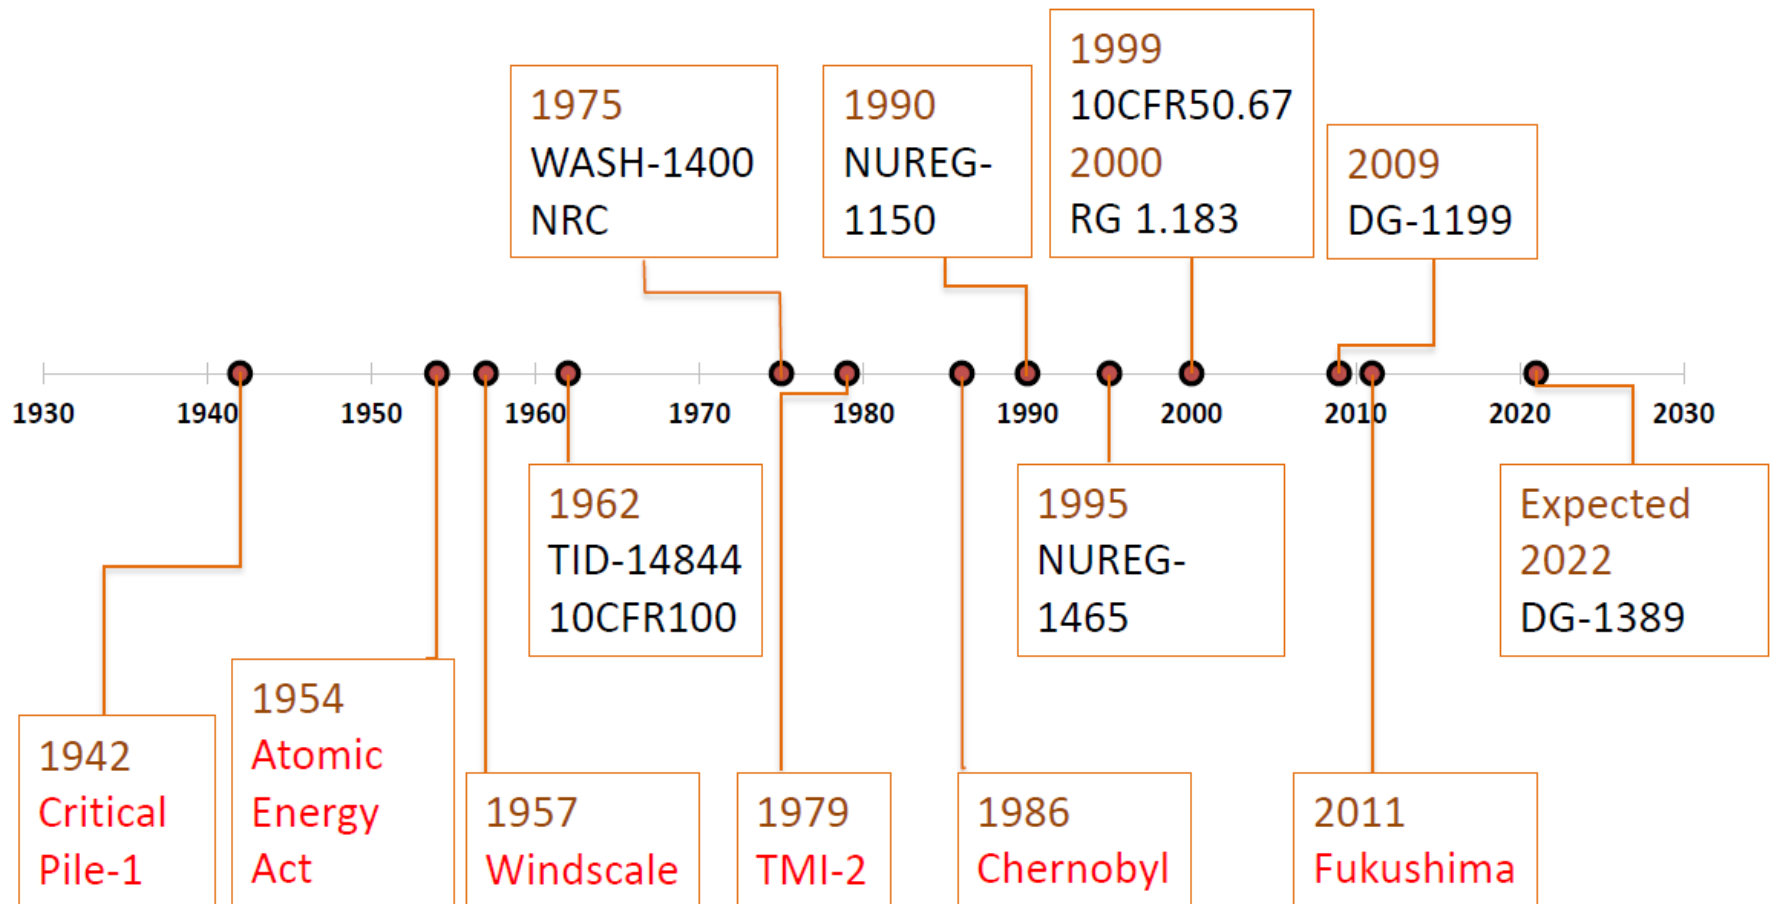 1975
WASH-1400
NRC
1990
NUREG-
1150
1999
10CFR50.67
2000
RG 1.183
2009
DG-1199
1930
1940
1950
1960
1970
1980
1990
2000
2010
2020
2030
1942
Critical
Pile-1
1954
Atomic
Energy
Act
1957
Windscale
1962
TID-14844
10CFR100
1979
TMI-2
1986
Chernobyl
1995
NUREG-
1465
2011
Fukushima
Expected
2022
DG-1389